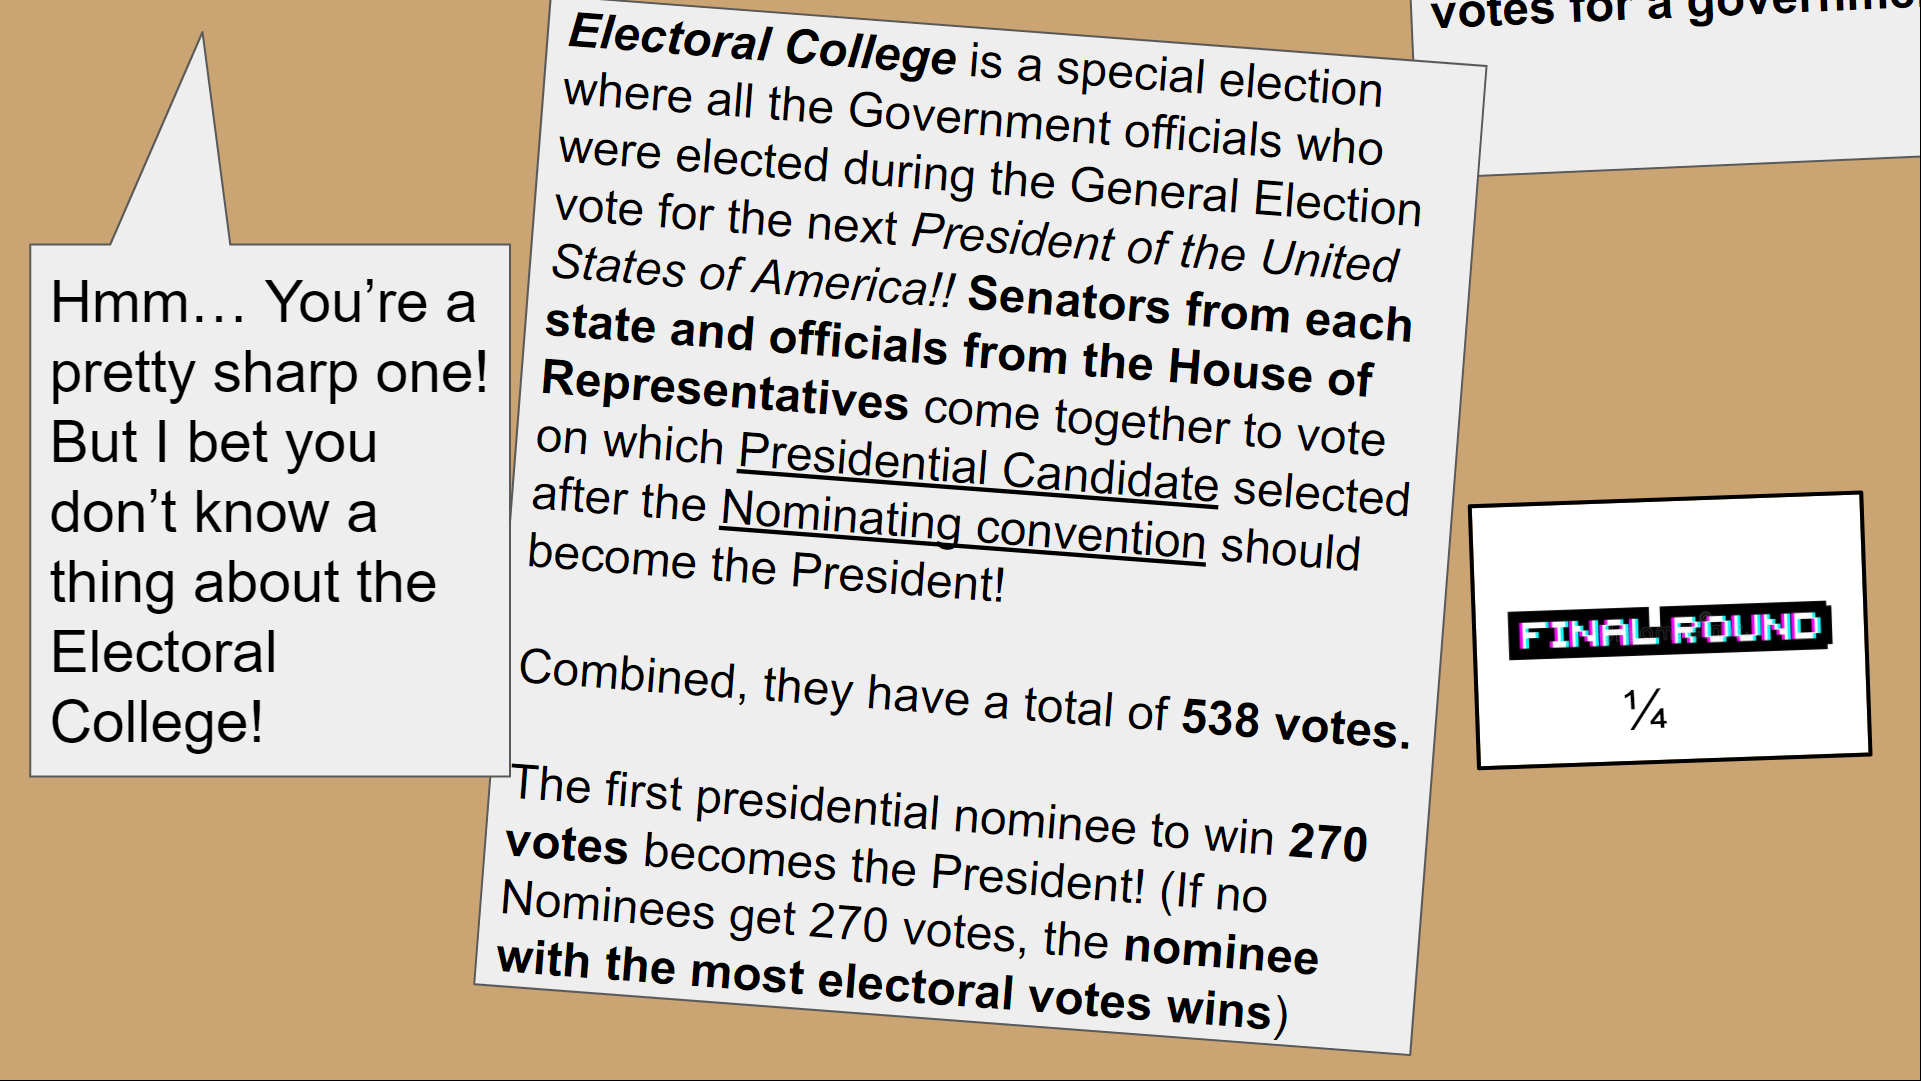 votes for a
Electoral College is a special election
where all the Government officials who
were elected during the General Election
vote for the next President of the United
States of America!! Senators from each
state and officials from the House of
Representatives come together to vote
on which Presidential Candidate selected
after the Nominating convention should
become the President!
Combined, they have a total of 538 votes.
The first presidential nominee to win 270
votes becomes the President! (If no
Nominees get 270 votes, the nominee
with the most electoral votes wins)
Hmm… You’re a
pretty sharp one!
But I bet you
don’t know a
thing about the
Electoral
College!
FINAL ROUND
¼